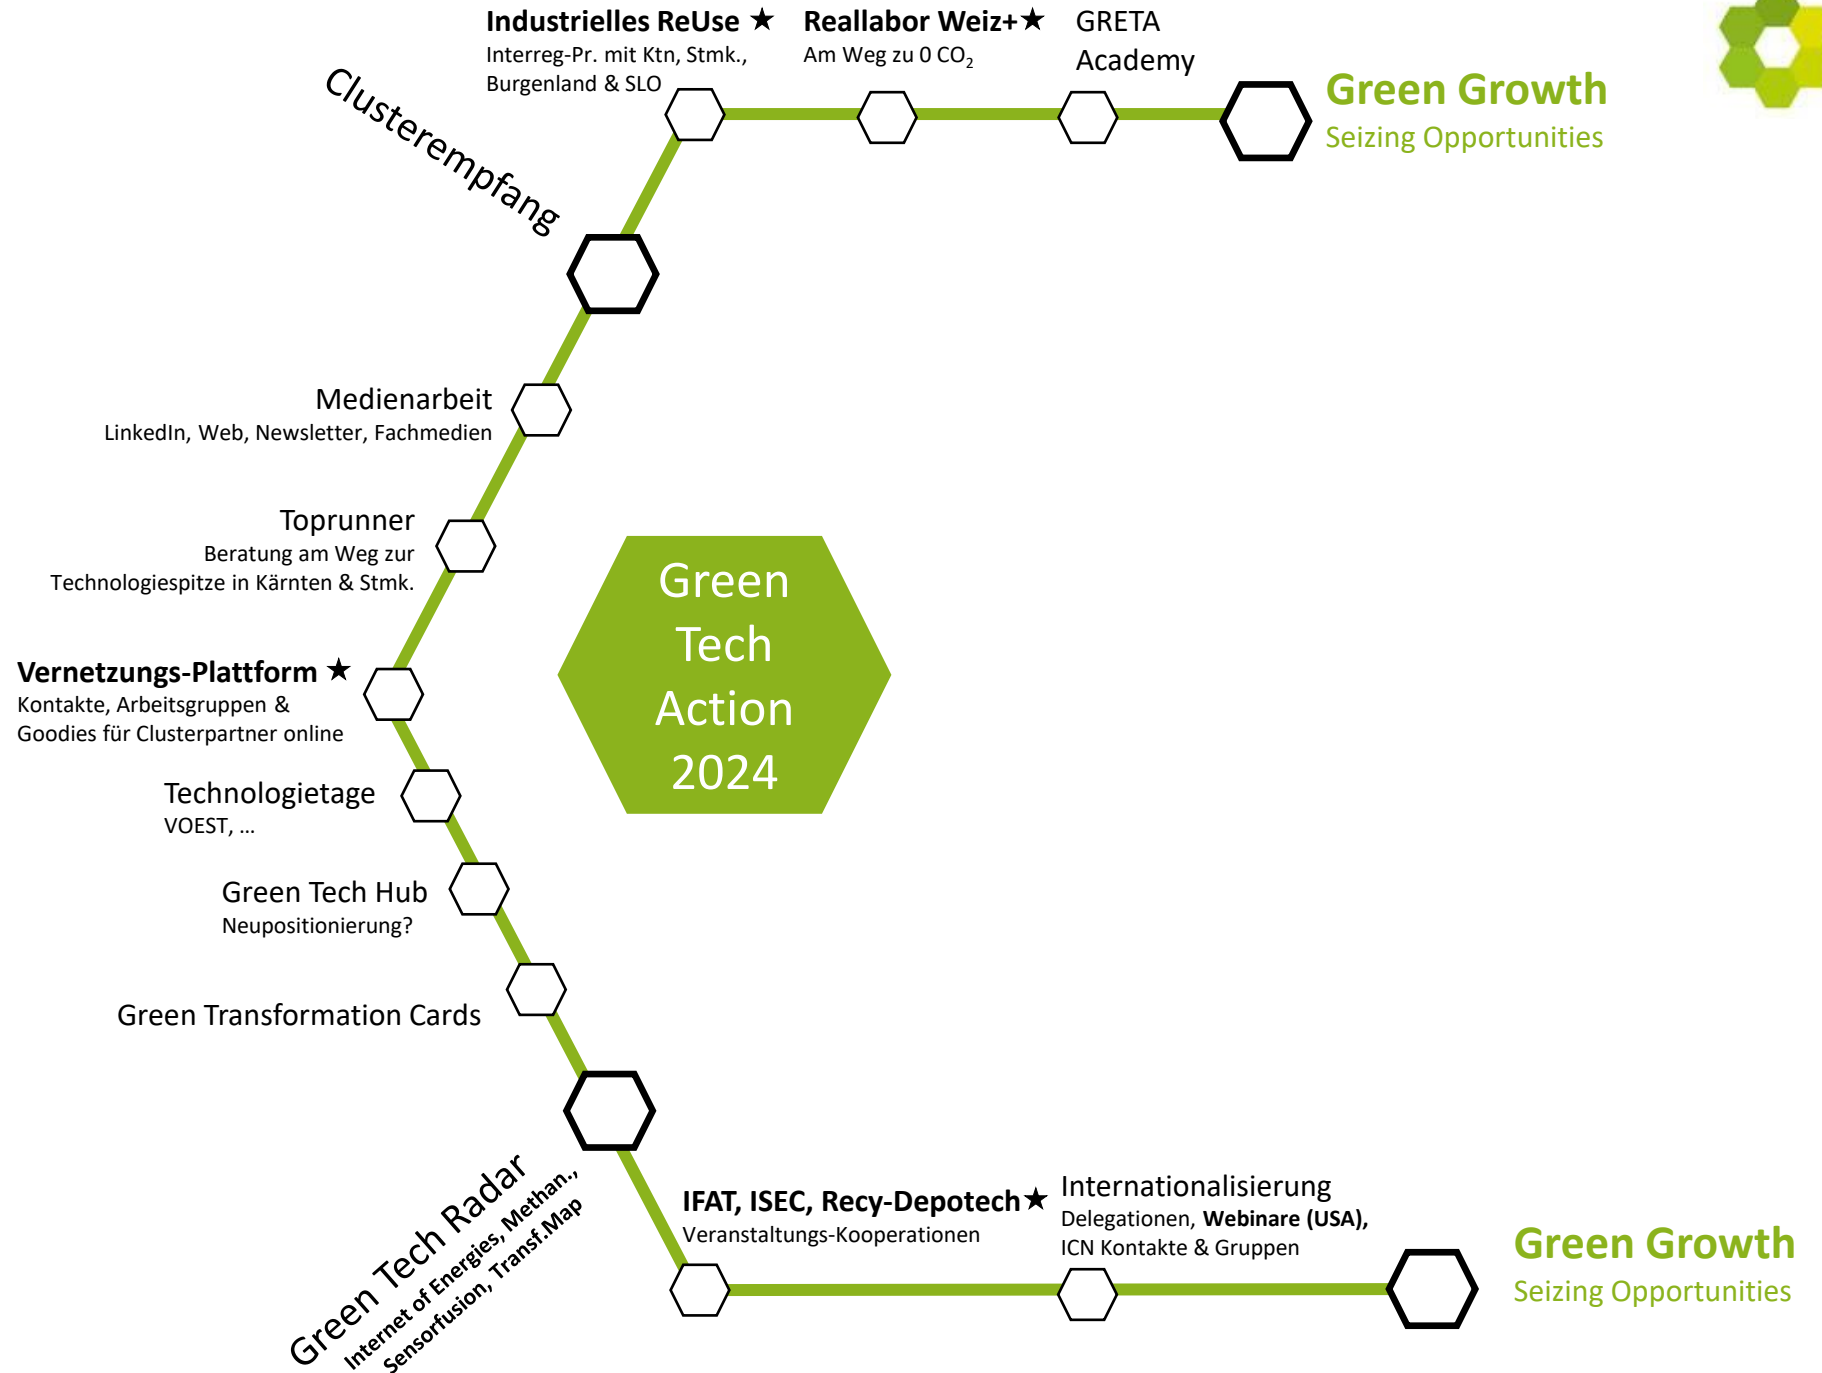 Industrielles ReUse ★
Interreg-Pr. mit Ktn, Stmk.,
Burgenland & SLO
Reallabor Weiz+★
Am Weg zu 0 CO₂
GRETA
Academy
Green Growth
Seizing Opportunities
Clusterempfang
Medienarbeit
LinkedIn, Web, Newsletter, Fachmedien
Toprunner
Beratung am Weg zur
Technologiespitze in Kärnten & Stmk.
Vernetzungs-Plattform ★
Kontakte, Arbeitsgruppen &
Goodies für Clusterpartner online
Technologietage
VOEST, ...
Green Tech Hub
Neupositionierung?
Green Transformation Cards
Green
Tech
Action
2024
Green Tech Radar
Internet of Energies, Methan.,
Sensorfusion, Transf.Map
IFAT, ISEC, Recy-Depotech★
Veranstaltungs-Kooperationen
Internationalisierung
Delegationen, Webinare (USA),
ICN Kontakte & Gruppen
Green Growth
Seizing Opportunities